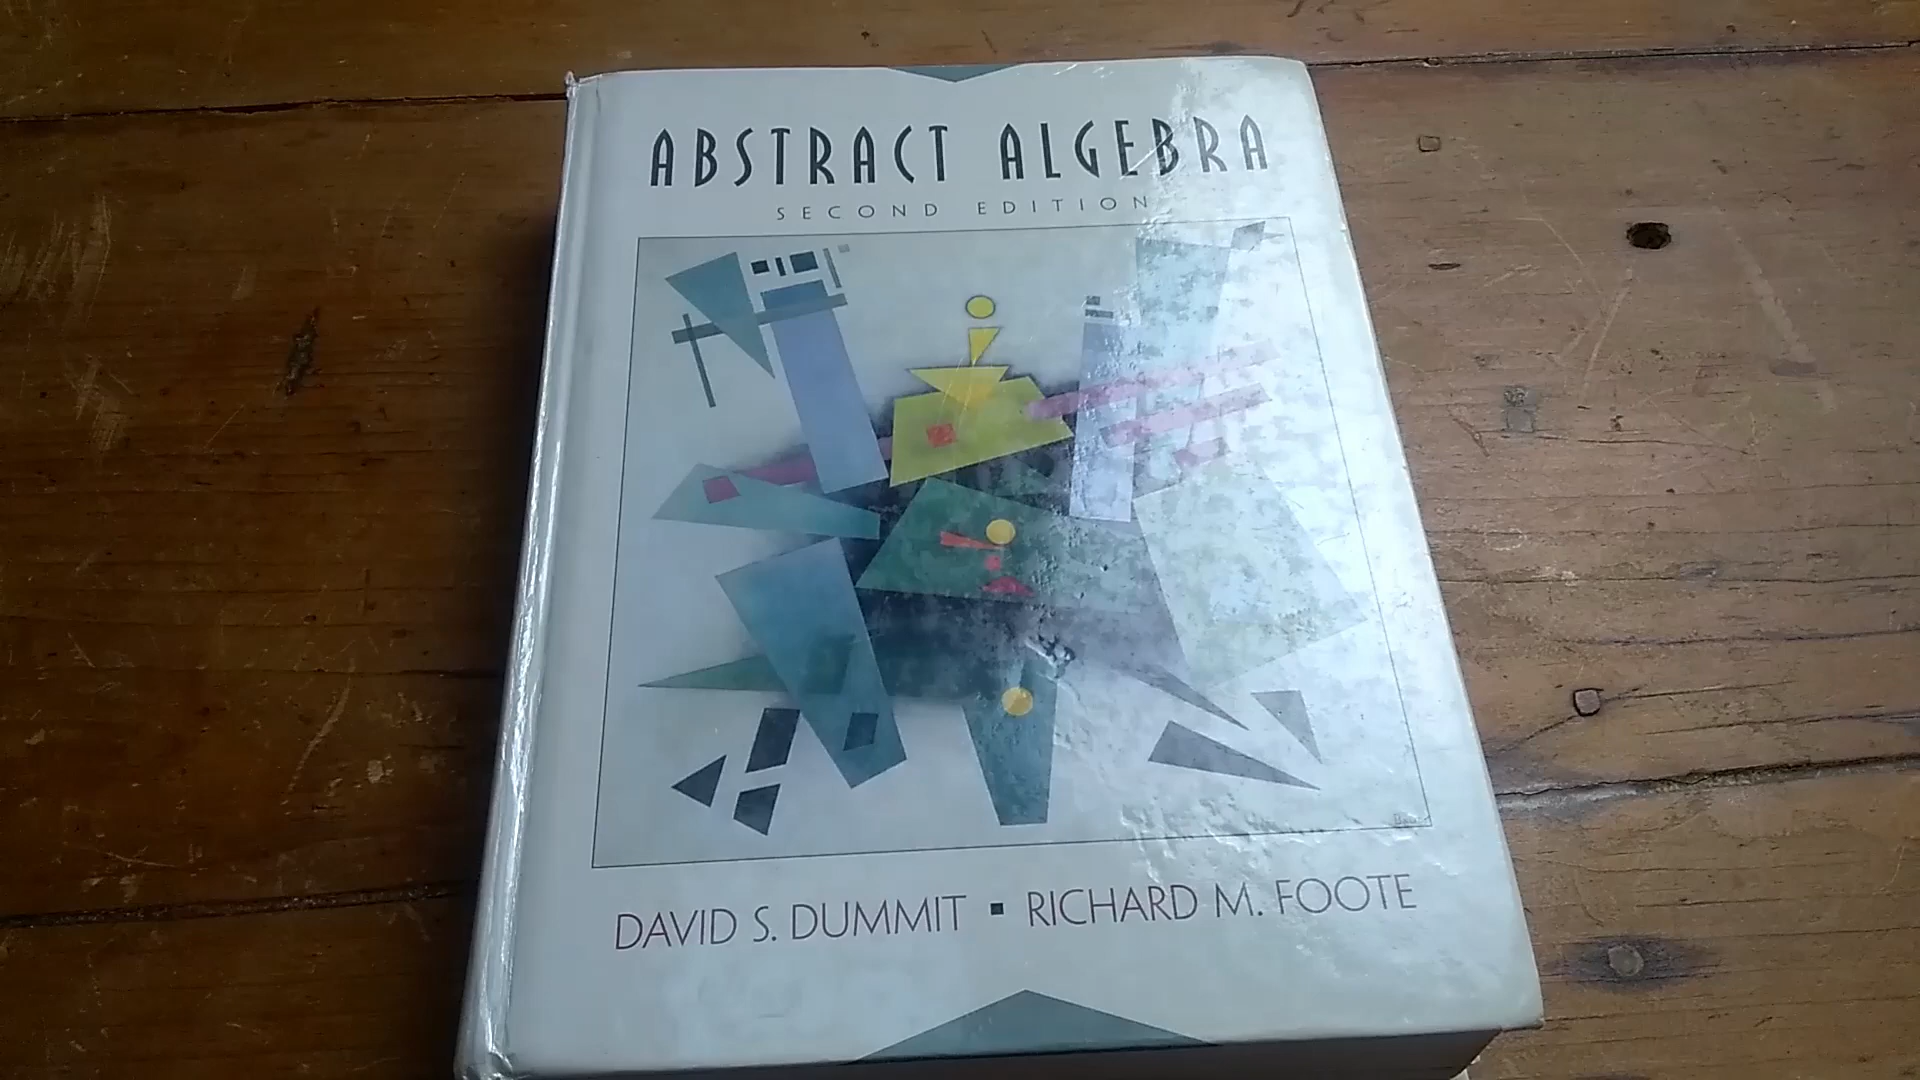 ABSTRACT ALGEBRA
SECOND EDITION
DAVID S. DUMMIT ▪ RICHARD M. FOOTE